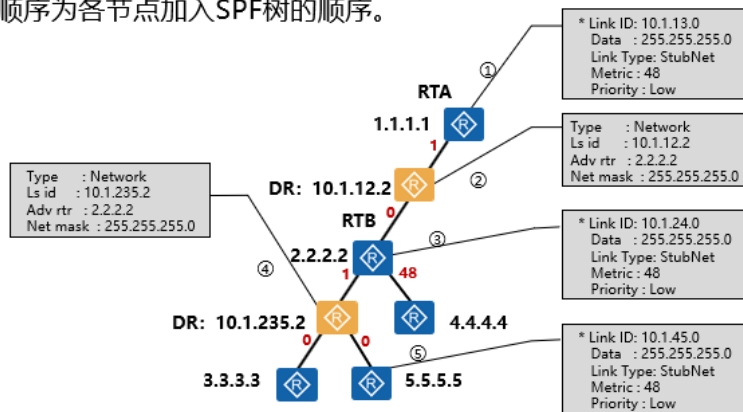 顺序为各节点加入SPF树的顺序。
* Link ID: 10.1.13.0
Data : 255.255.255.0
Link Type: StubNet
Metric : 48
Priority : Low
①
RTA
1.1.1.1
1
Type : Network
Ls id : 10.1.12.2
Adv rtr : 2.2.2.2
Net mask : 255.255.255.0
DR: 10.1.12.2
②
0
Type : Network
Ls id : 10.1.235.2
Adv rtr : 2.2.2.2
Net mask : 255.255.255.0
RTB
③
2.2.2.2
* Link ID: 10.1.24.0
Data : 255.255.255.0
Link Type: StubNet
Metric : 48
Priority : Low
④
1
48
DR: 10.1.235.2
4.4.4.4
0
0
⑤
3.3.3.3
5.5.5.5
* Link ID: 10.1.45.0
Data : 255.255.255.0
Link Type: StubNet
Metric : 48
Priority : Low